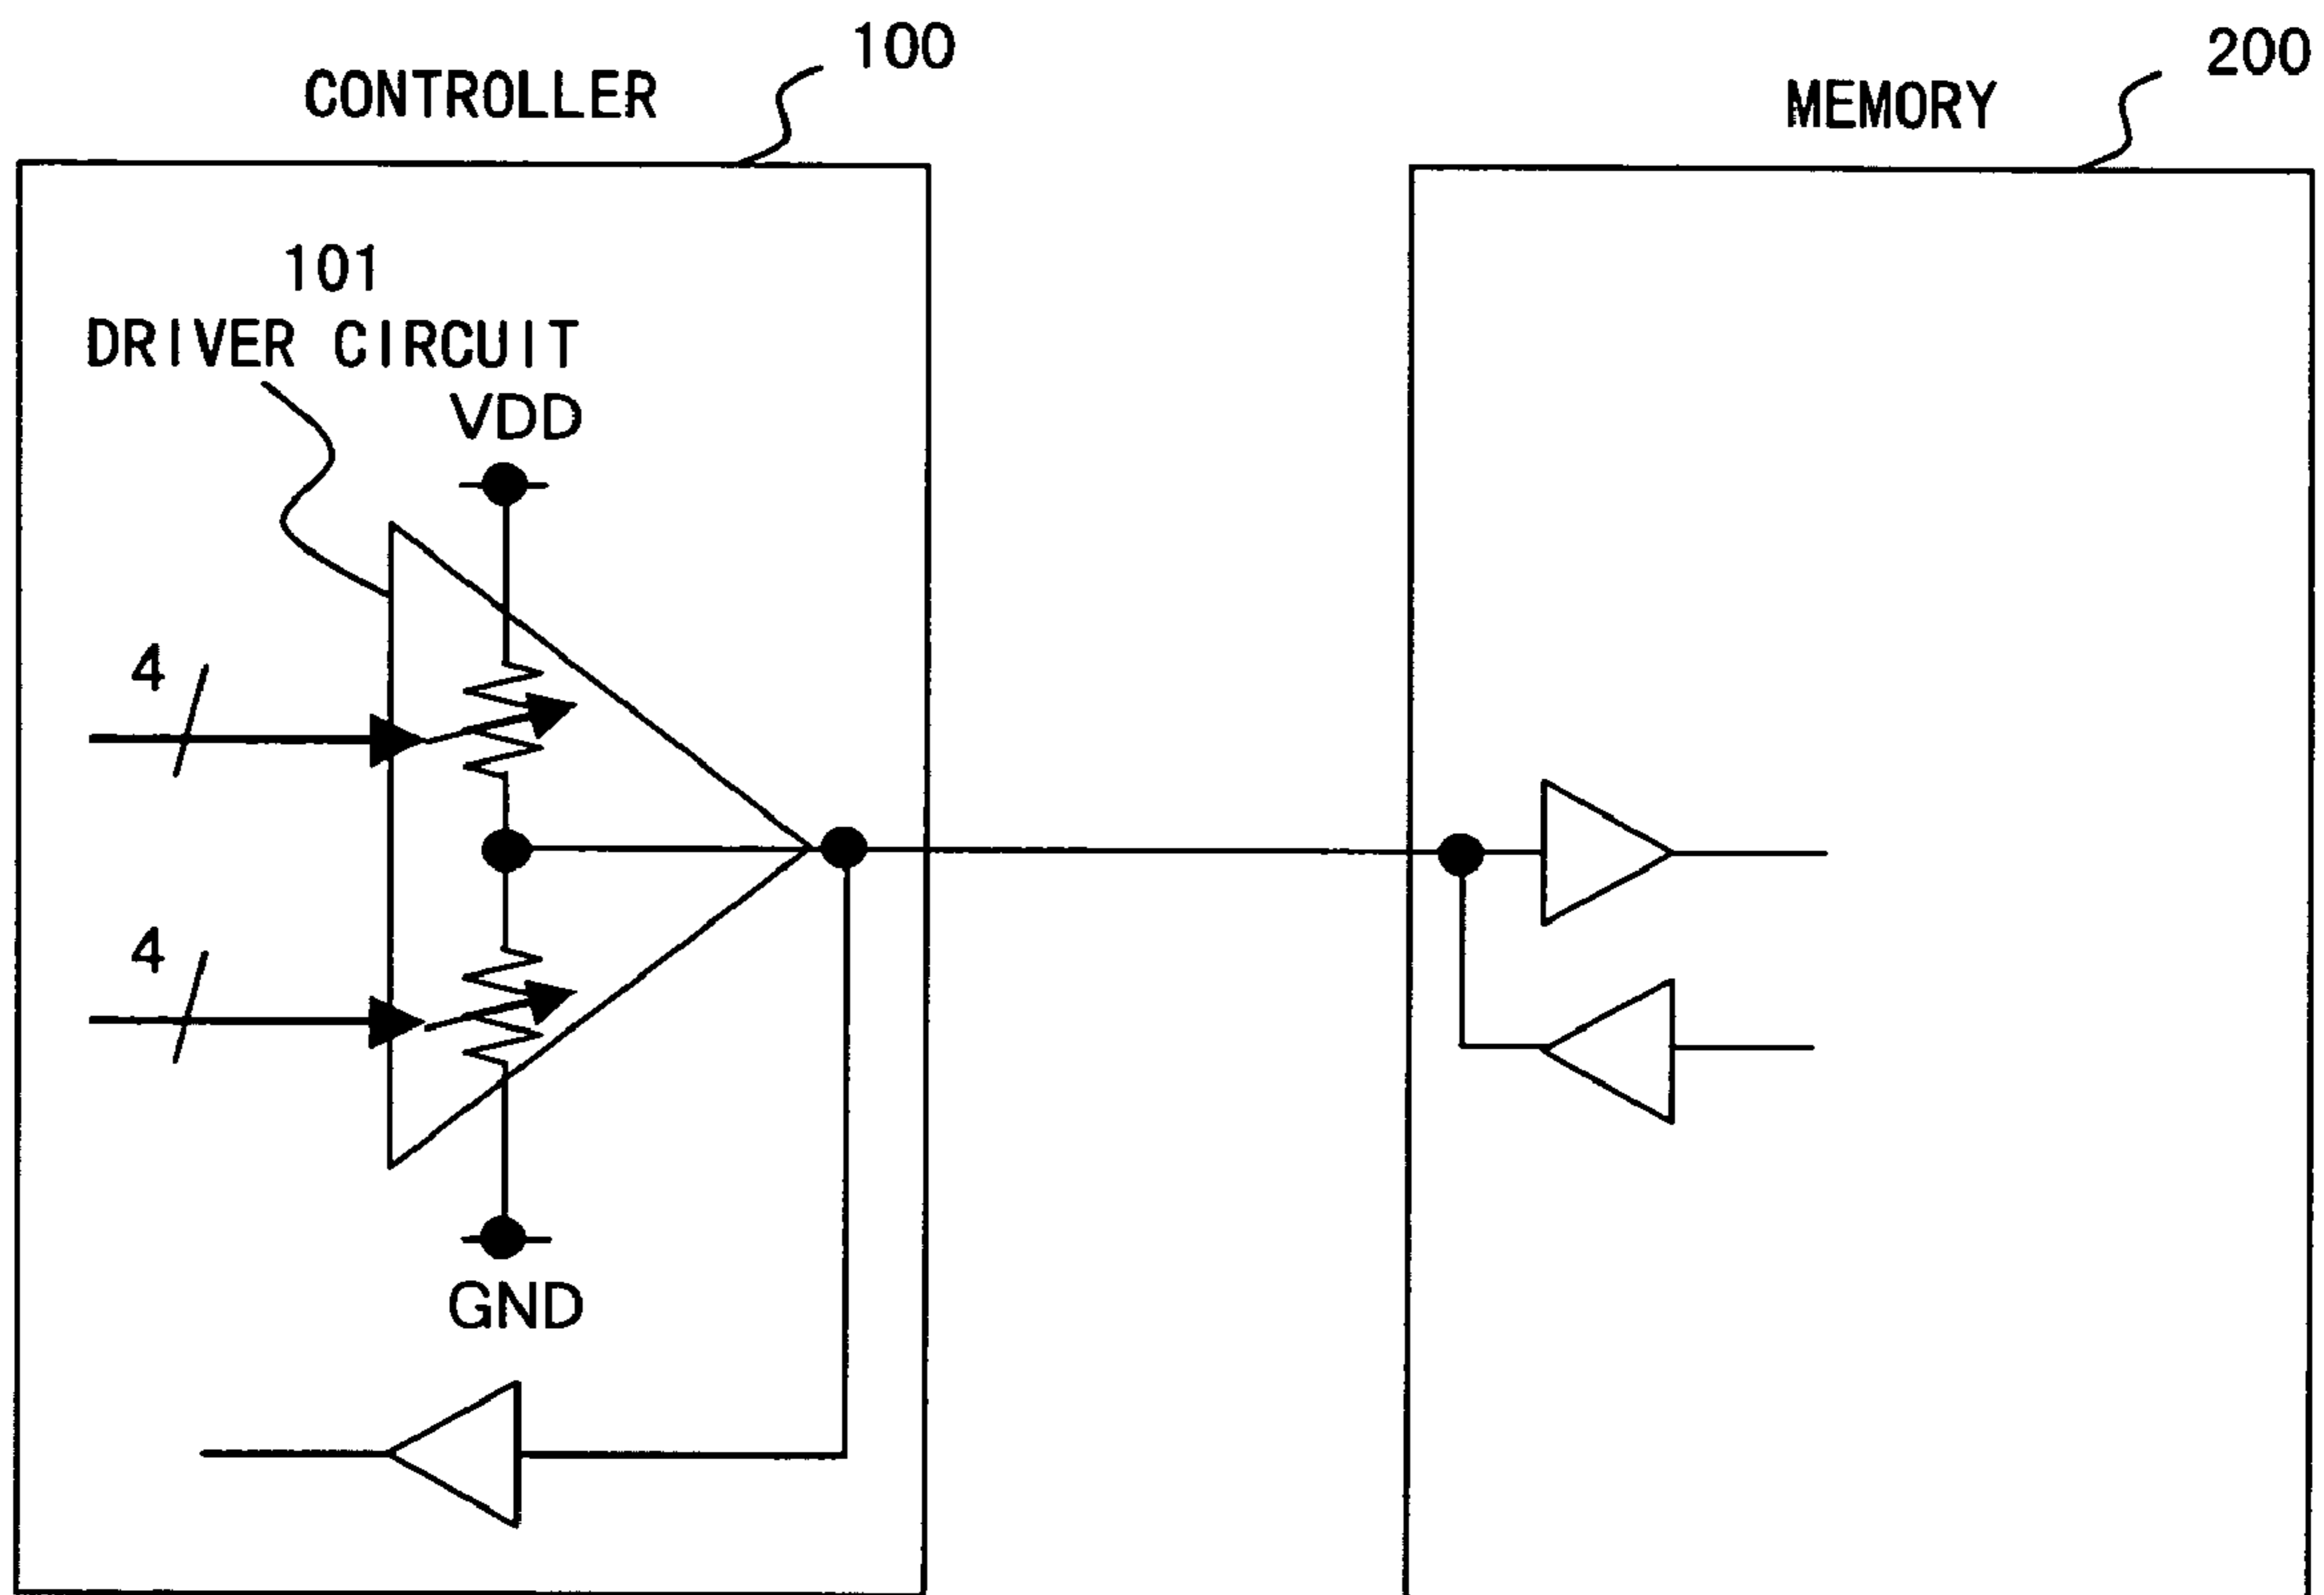 CONTROLLER
100
MEMORY
200
101
DRIVER CIRCUIT
VDD
4
4
GND